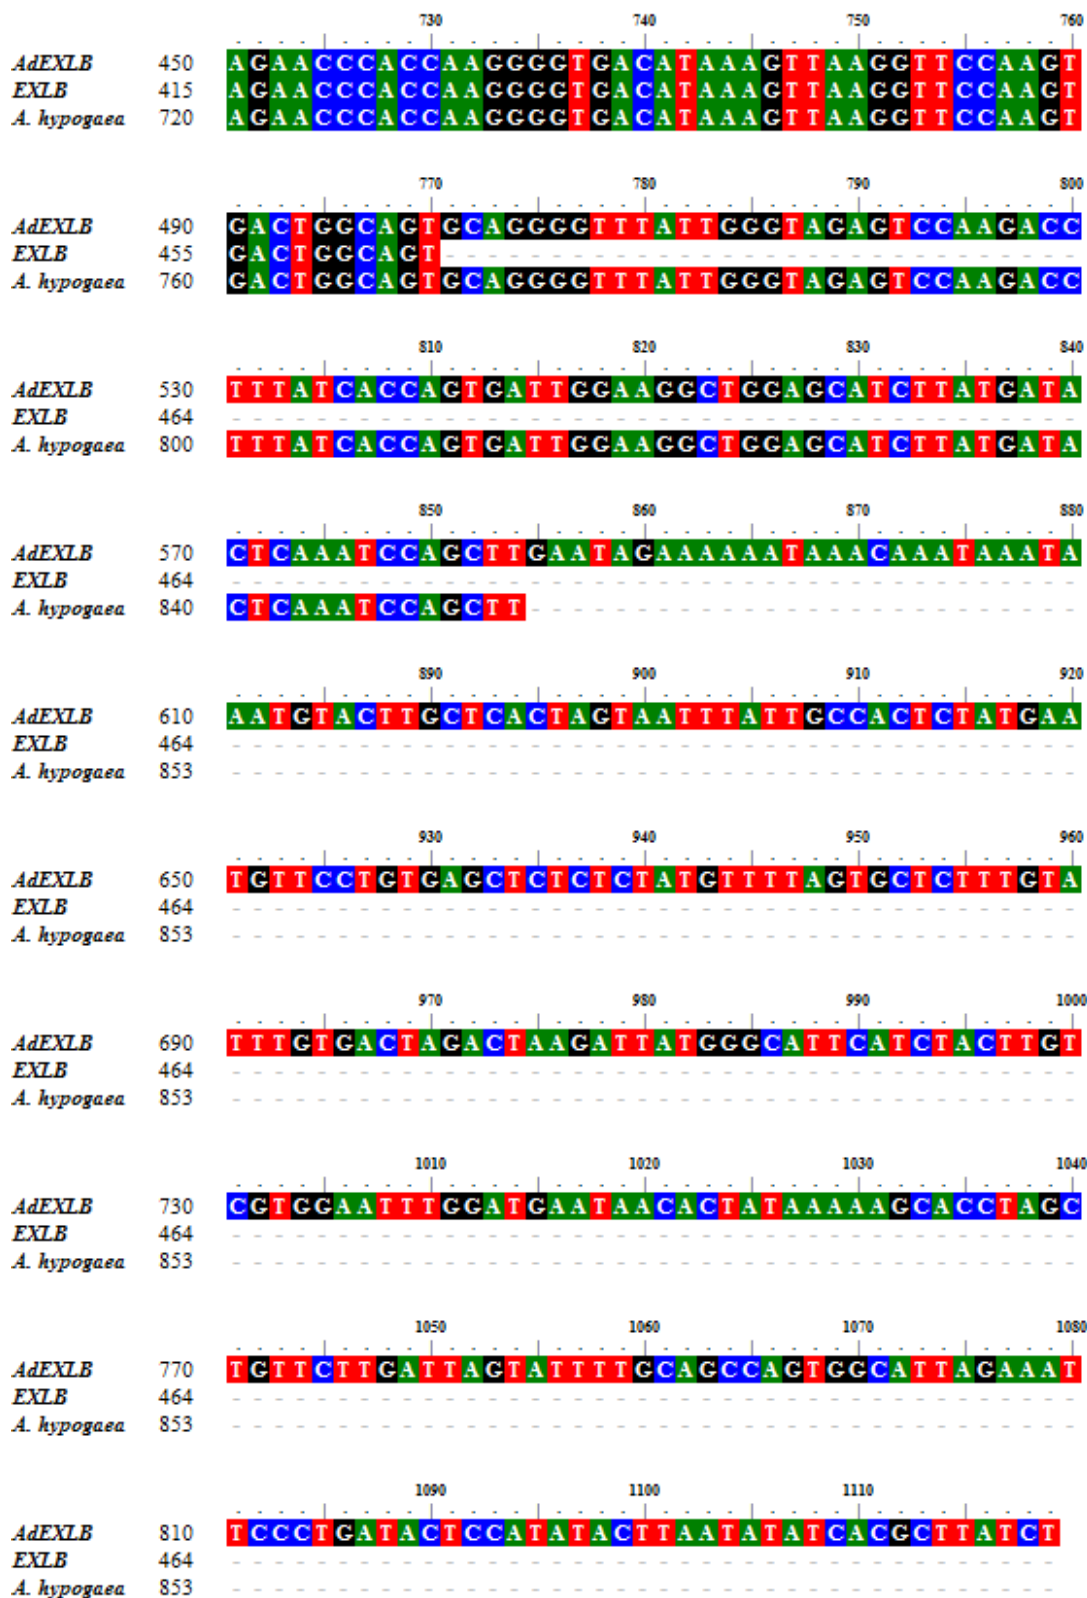 730 740 750 760
AdEXLB 450 AGAACCCACCAAGGGGTGACATAAAGTTAAGGTTCCAAGT
EXLB 415 AGAACCCACCAAGGGGTGACATAAAGTTAAGGTTCCAAGT
A. hypogaea 720 AGAACCCACCAAGGGGTGACATAAAGTTAAGGTTCCAAGT
770 780 790 800
AdEXLB 490 GACTGGCAGTGCAGGGGTTTATTGGGTAGAGTCCAAGACC
EXLB 455 GACTGGCAGT------------------------------
A. hypogaea 760 GACTGGCAGTGCAGGGGTTTATTGGGTAGAGTCCAAGACC
810 820 830 840
AdEXLB 530 TTTATCACCAGTGATTGGAAGGCTGGAGCATCTTATGATA
EXLB 464 ----------------------------------------
A. hypogaea 800 TTTATCACCAGTGATTGGAAGGCTGGAGCATCTTATGATA
850 860 870 880
AdEXLB 570 CTCAAATCCAGCTTGAATAGAAAAAATAAACAAATAAATA
EXLB 464 ----------------------------------------
A. hypogaea 840 CTCAAATCCAGCTT--------------------------
890 900 910 920
AdEXLB 610 AATGTACTTGCTCACTAGTAATTTATTGCCACTCTATGAA
EXLB 464 ----------------------------------------
A. hypogaea 853 ----------------------------------------
930 940 950 960
AdEXLB 650 TGTTCCTGTGAGCTCTCTCTATGTTTTAGTGCTCTTTGTA
EXLB 464 ----------------------------------------
A. hypogaea 853 ----------------------------------------
970 980 990 1000
AdEXLB 690 TTTGTGACTAGACTAAGATTATGGGCATTCATCTACTTGT
EXLB 464 ----------------------------------------
A. hypogaea 853 ----------------------------------------
1010 1020 1030 1040
AdEXLB 730 CGTGGAATTTGGATGAATAACACTATAAAAAGCACCTAGC
EXLB 464 ----------------------------------------
A. hypogaea 853 ----------------------------------------
1050 1060 1070 1080
AdEXLB 770 TGTTCTTGATTAGTATTTTGCAGCCAGTGGCATTAGAAAT
EXLB 464 ----------------------------------------
A. hypogaea 853 ----------------------------------------
1090 1100 1110
AdEXLB 810 TCCCTGATACTCCATATACTTAATATATCACGCTTATCT
EXLB 464 ---------------------------------------
A. hypogaea 853 ---------------------------------------